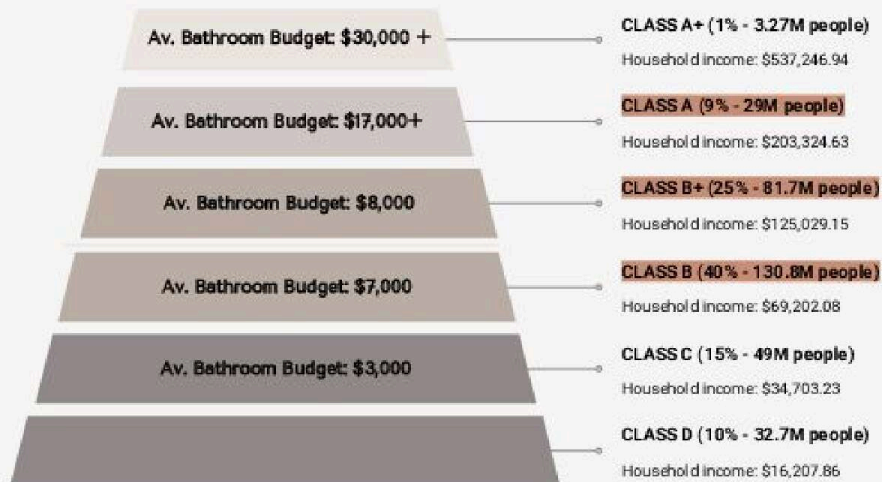 Av. Bathroom Budget: $30,000 +
CLASS A+ (1% - 3.27M people)
Household income: $537,246.94
Av. Bathroom Budget: $17,000+
CLASS A (9% - 29M people)
Household income: $203,324.63
Av. Bathroom Budget: $8,000
CLASS B+ (25% - 81.7M people)
Household income: $125,029.15
Av. Bathroom Budget: $7,000
CLASS B (40% - 130.8M people)
Household income: $69,202.08
Av. Bathroom Budget: $3,000
CLASS C (15% - 49M people)
Household income: $34,703.23
CLASS D (10% - 32.7M people)
Household income: $16,207.86